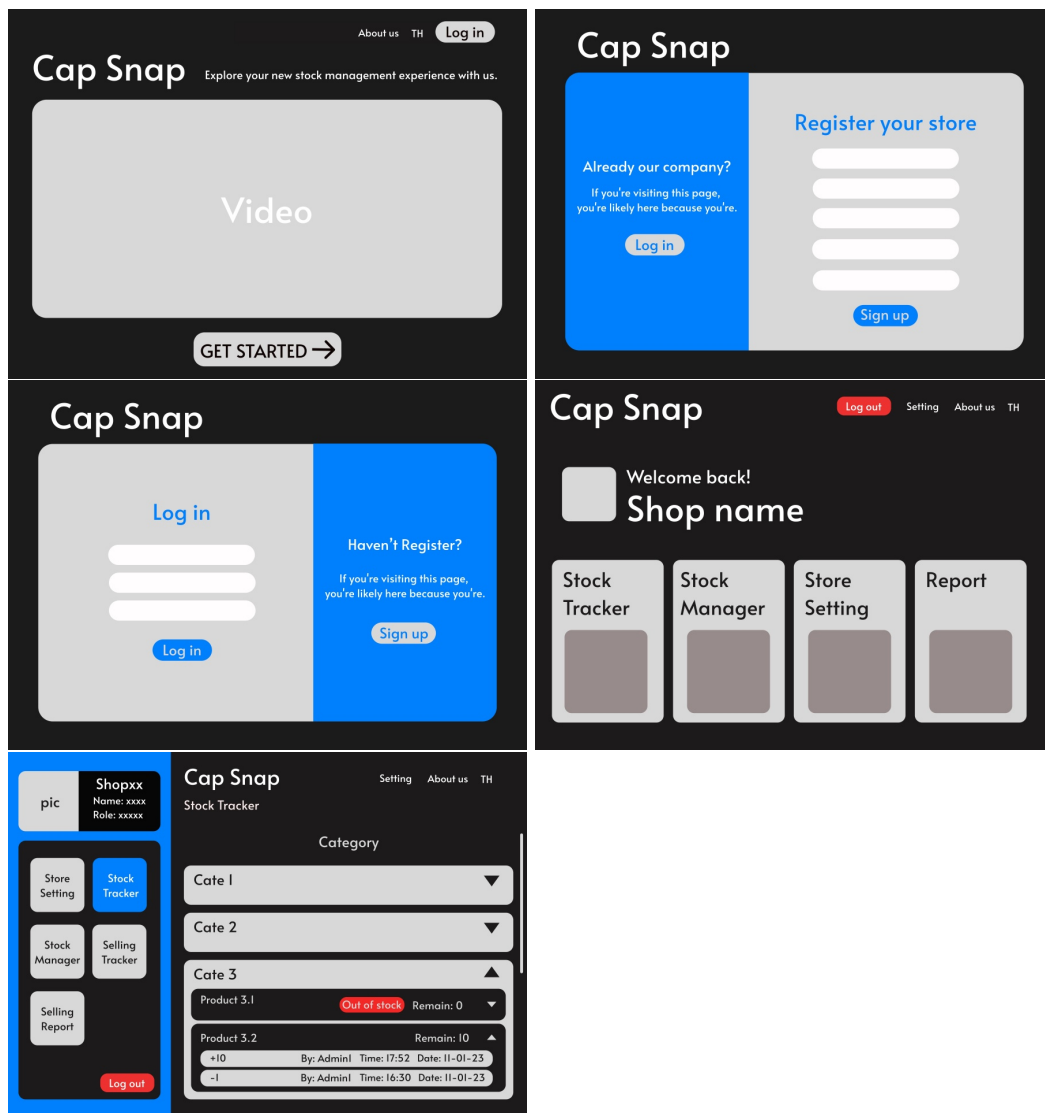 About us TH Log in
Cap Snap Explore your new stock management experience with us.
Video
GET STARTED
Cap Snap
Already our company?
If you're visiting this page,
you're likely here because you're.
Log in
Register your store
Sign up
Cap Snap
Log in
Log in
Haven't Register?
If you're visiting this page,
you're likely here because you're.
Sign up
Cap Snap
Log out Setting About us TH
Welcome back!
Shop name
Stock
Tracker
Stock
Manager
Store
Setting
Report
pic
Shopxx
Name: xxxx
Role: xxxxx
Store
Setting
Stock
Tracker
Stock
Manager
Selling
Tracker
Selling
Report
Log out
Cap Snap
Setting About us TH
Stock Tracker
Category
Cate 1
Cate 2
Cate 3
Product 3.1 Out of stock Remain: 0
Product 3.2 Remain: 10
+10 By: Admin1 Time: 17:52 Date: 11-01-23
-1 By: Admin1 Time: 16:30 Date: 11-01-23